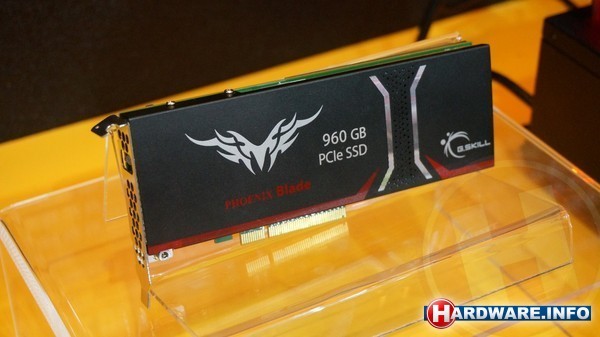 960 GB
PCIe SSD
PHOENIX Blade
G.SKILL
HARDWARE.INFO